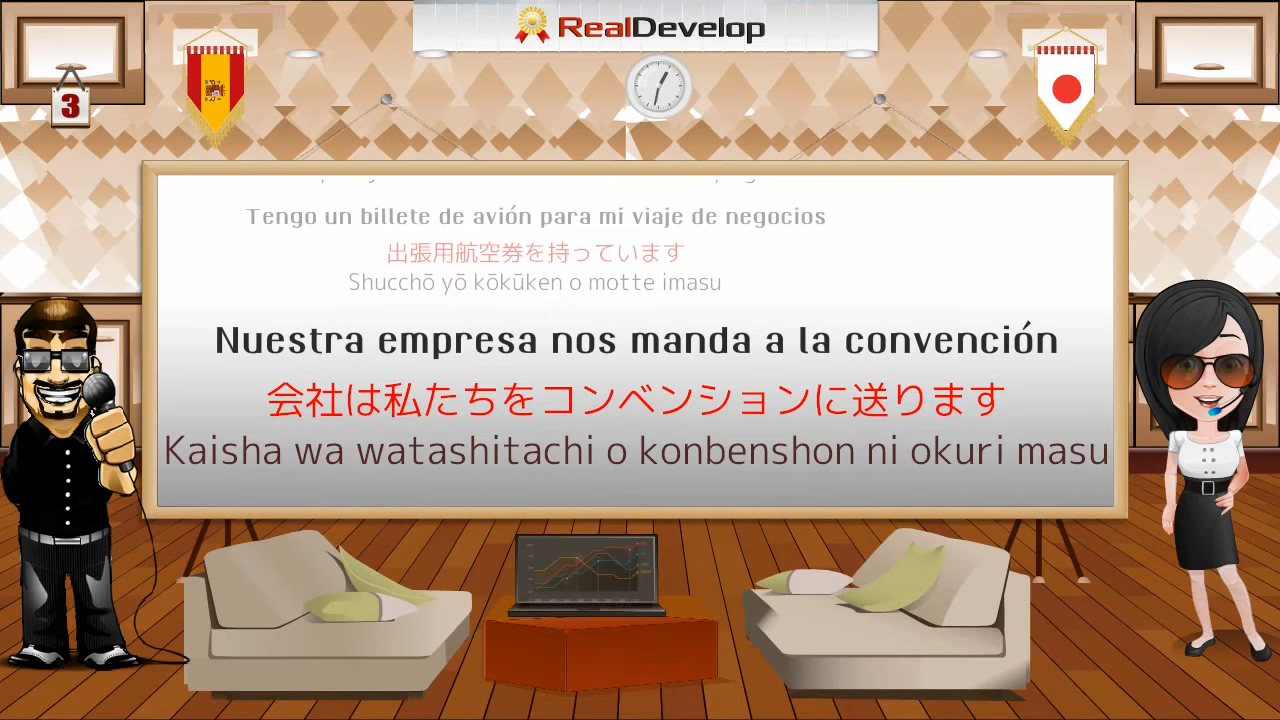 RealDevelop
3
Tengo un billete de avión para mi viaje de negocios
出張用航空券を持っています
Shucchō yō kōkūken o motte imasu
Nuestra empresa nos manda a la convención
会社は私たちをコンベンションに送ります
Kaisha wa watashitachi o konbenshon ni okuri masu